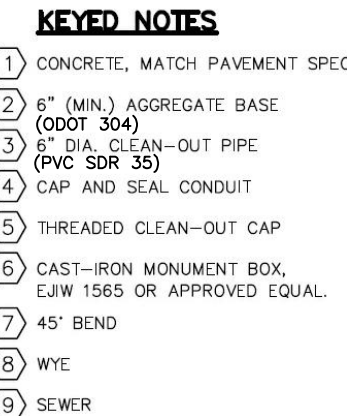 KEYED NOTES
1 CONCRETE, MATCH PAVEMENT SPEC
2 6" (MIN.) AGGREGATE BASE
(ODOT 304)
3 6" DIA. CLEAN-OUT PIPE
(PVC SDR 35)
4 CAP AND SEAL CONDUIT
5 THREADED CLEAN-OUT CAP
6 CAST-IRON MONUMENT BOX,
EJIW 1565 OR APPROVED EQUAL.
7 45° BEND
8 WYE
9 SEWER